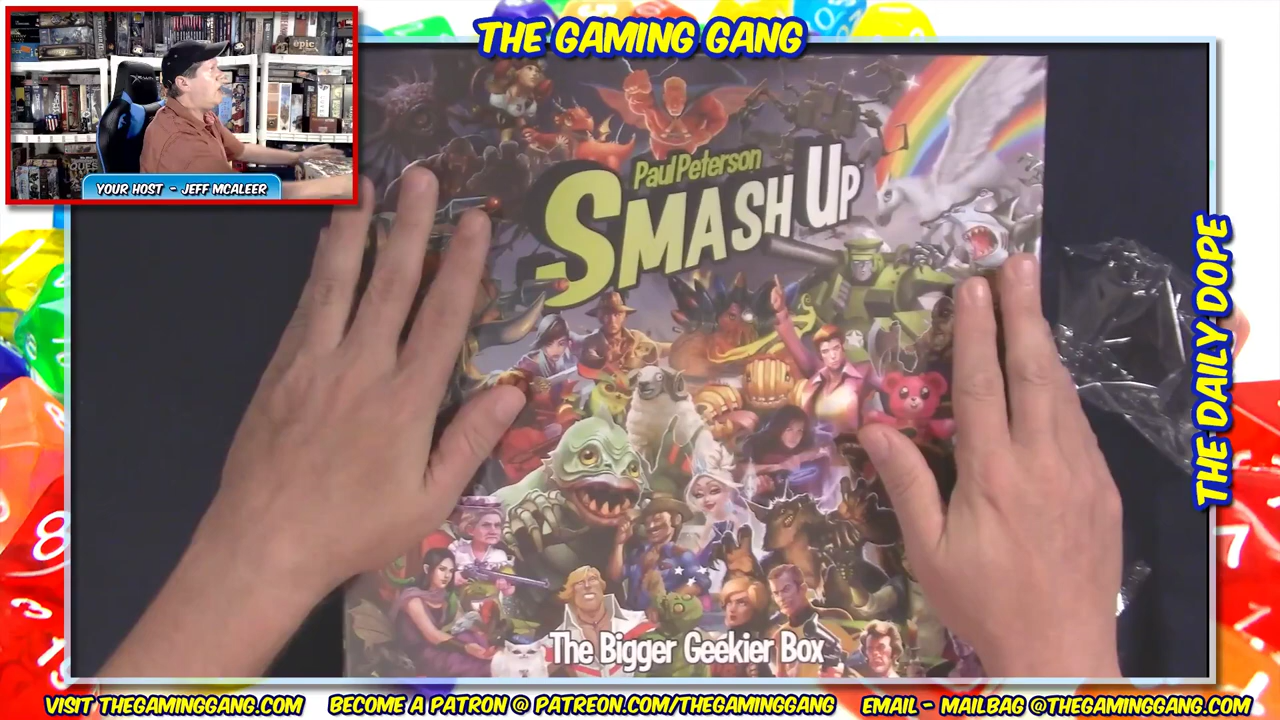 THE GAMING GANG
epic
YOUR HOST - JEFF MCALEER
Paul Peterson
SMASH UP
The Bigger Geekier Box
THE DAILY DOPE
VISIT THEGAMINGGANG.COM BECOME A PATRON @ PATREON.COM/THEGAMINGGANG EMAIL - MAILBAG @THEGAMINGGANG.COM